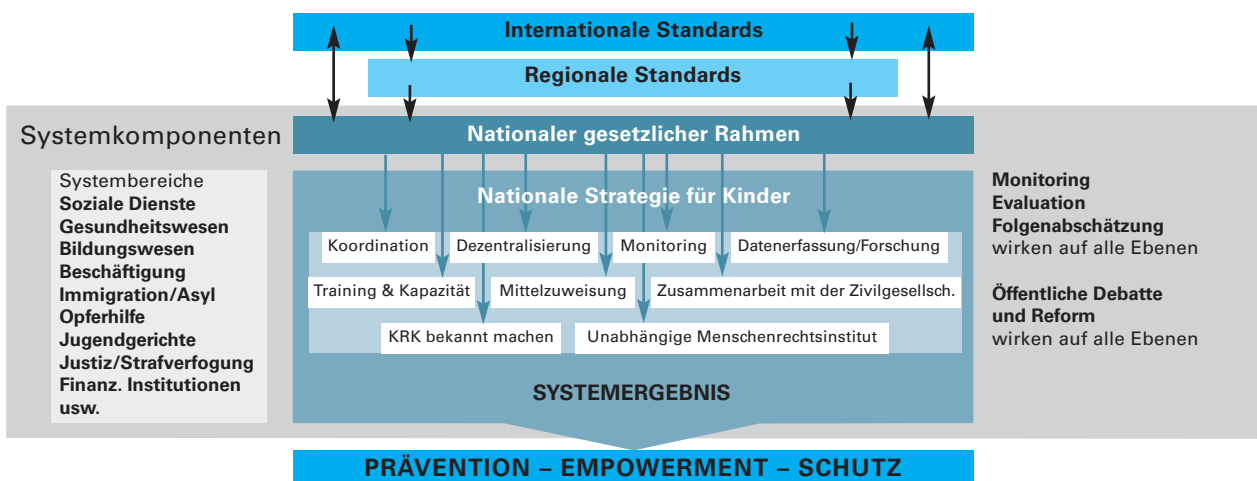 Internationale Standards
Regionale Standards
Systemkomponenten
Nationaler gesetzlicher Rahmen
Systembereiche
Soziale Dienste
Gesundheitswesen
Bildungswesen
Beschäftigung
Immigration/Asyl
Opferhilfe
Jugendgerichte
Justiz/Strafverfogung
Finanz. Institutionen
usw.
Nationale Strategie für Kinder
Koordination
Dezentralisierung
Monitoring
Datenerfassung/Forschung
Training & Kapazität
Mittelzuweisung
Zusammenarbeit mit der Zivilgesellsch.
KRK bekannt machen
Unabhängige Menschenrechtsinstitut
SYSTEMERGEBNIS
Monitoring
Evaluation
Folgenabschätzung
wirken auf alle Ebenen
Öffentliche Debatte
und Reform
wirken auf alle Ebenen
PRÄVENTION – EMPOWERMENT – SCHUTZ